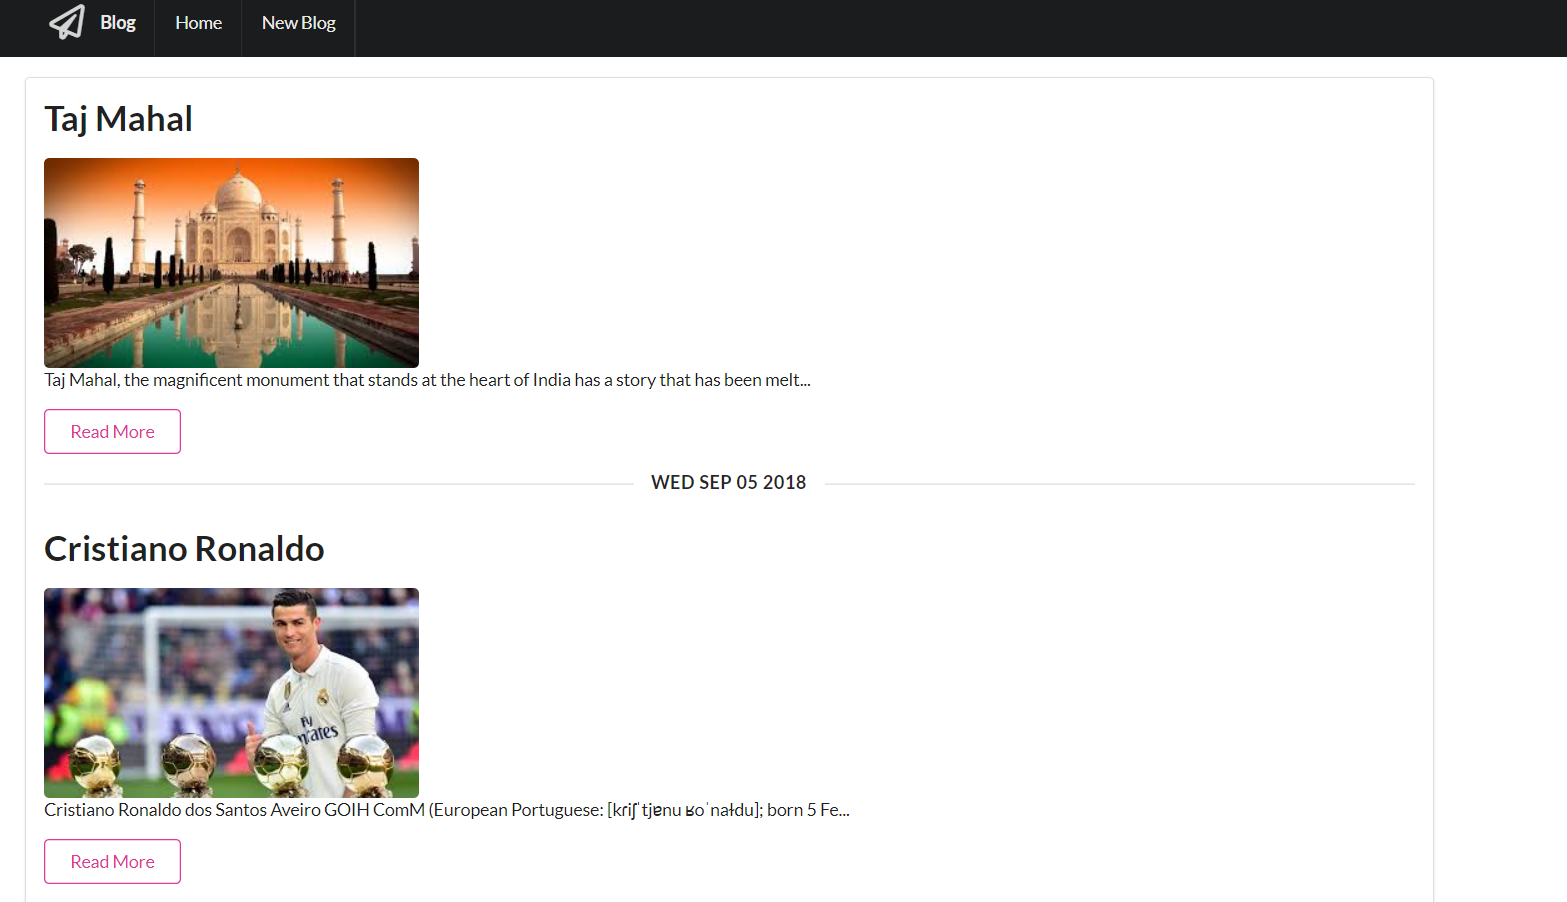 Blog Home New Blog
Taj Mahal
Taj Mahal, the magnificent monument that stands at the heart of India has a story that has been melt...
Read More
WED SEP 05 2018
Cristiano Ronaldo
Fly
Emirates
Cristiano Ronaldo dos Santos Aveiro GOIH ComM (European Portuguese: [kɾiʃˈtjɐnu ʁoˈnaɫdu]; born 5 Fe...
Read More